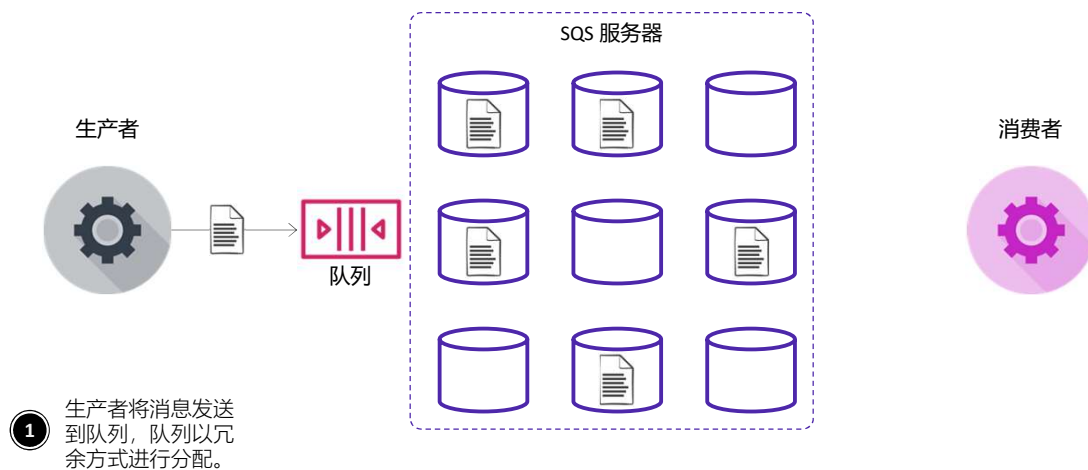 SQS 服务器
生产者
消费者
队列
1
生产者将消息发送
到队列，队列以冗
余方式进行分配。